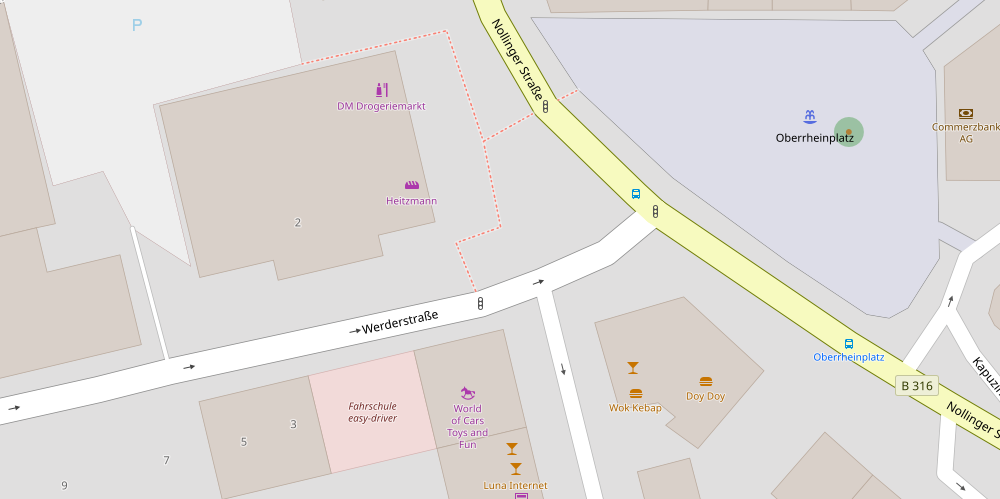 P
Nollinger Straße
DM Drogeriemarkt
Oberrheinplatz
Commerzbank
AG
Heitzmann
2
Werderstraße
Oberrheinplatz
B 316
Nollinger S
Kapuzin
Fahrschule
easy-driver
World
of Cars
Toys and
Fun
Wok Kebap
Doy Doy
3
5
7
9
Luna Internet